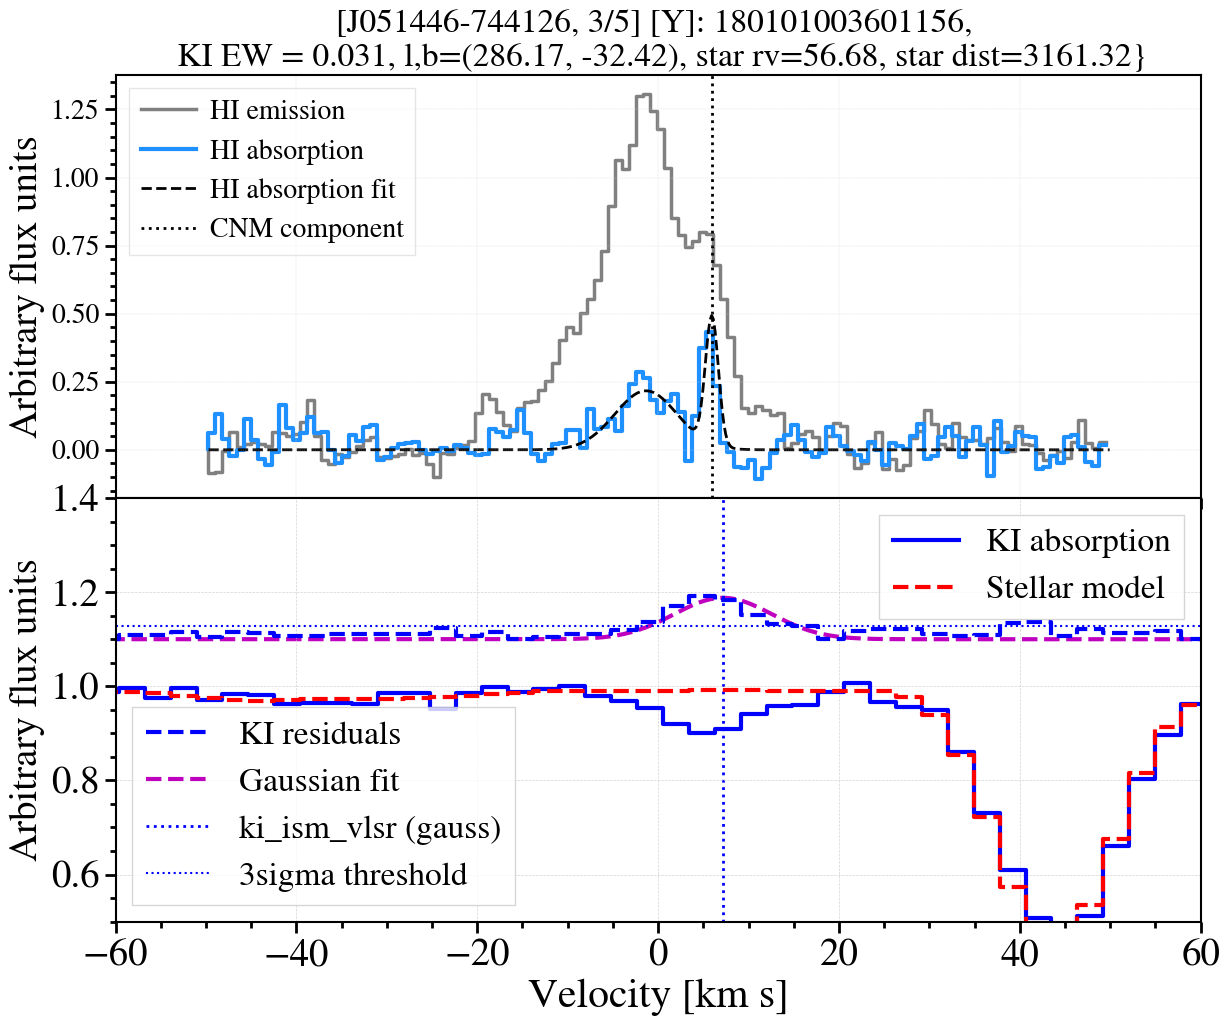 [J051446-744126, 3/5] [Y]: 180101003601156,
KI EW = 0.031, l,b=(286.17, -32.42), star rv=56.68, star dist=3161.32}
Arbitrary flux units
1.25
1.00
0.75
0.50
0.25
0.00
HI emission
HI absorption
HI absorption fit
CNM component
Arbitrary flux units
1.4
1.2
1.0
0.8
0.6
KI absorption
Stellar model
KI residuals
Gaussian fit
ki_ism_vlsr (gauss)
3sigma threshold
−60 −40 −20 0 20 40 60
Velocity [km s]